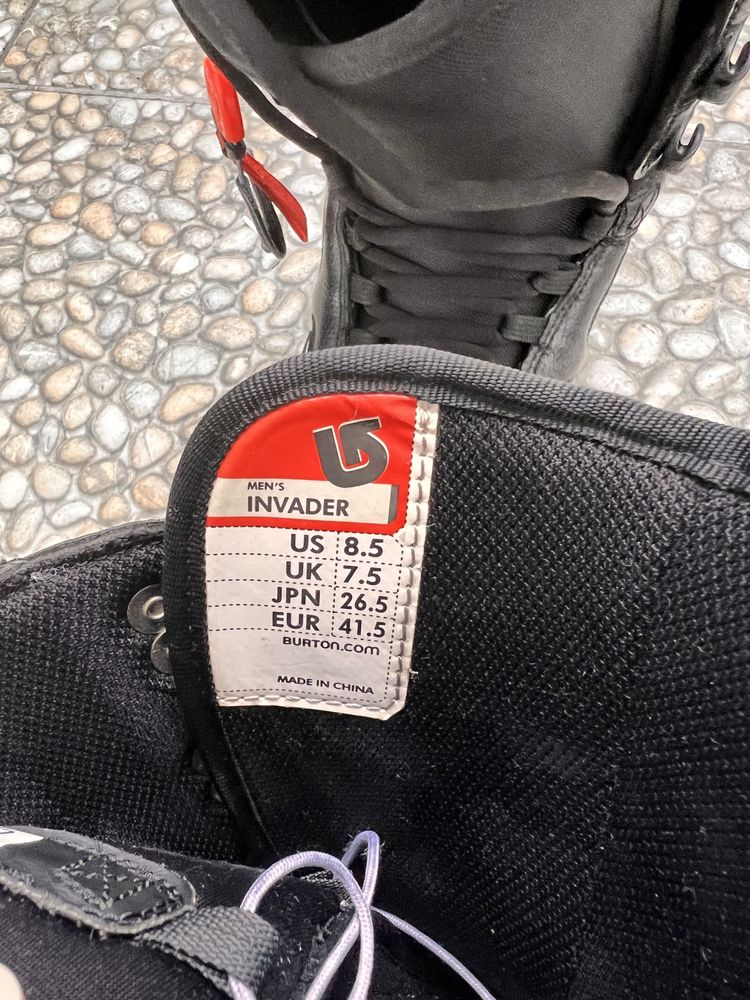 MEN'S
INVADER
US 8.5
UK 7.5
JPN 26.5
EUR 41.5
BURTON.COM
MADE IN CHINA